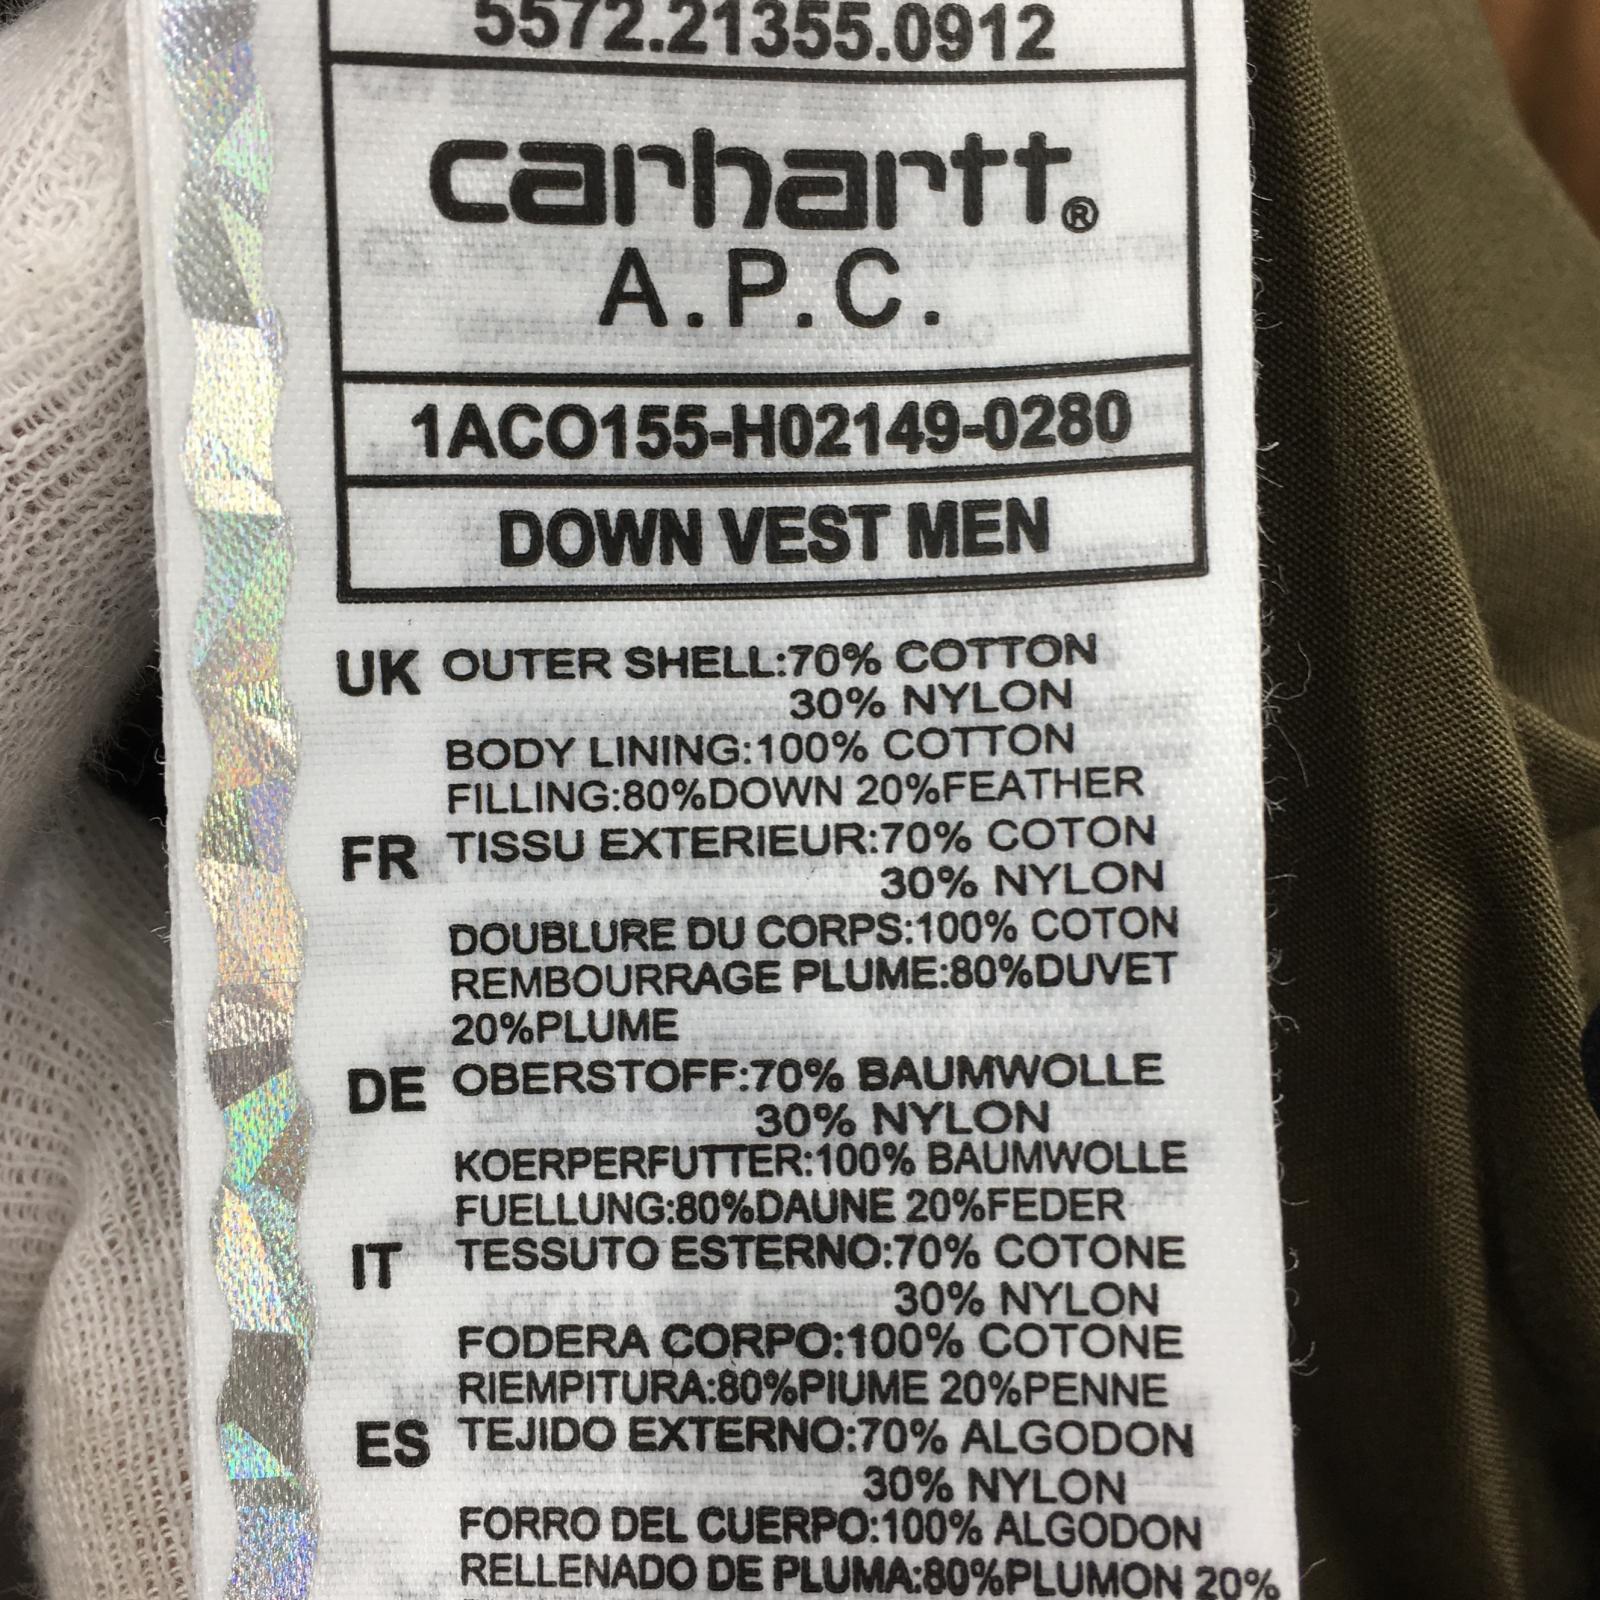 5572.21355.0912
carhartt®
A.P.C.
1ACO155-H02149-0280
DOWN VEST MEN
UK OUTER SHELL:70% COTTON
30% NYLON
BODY LINING:100% COTTON
FILLING:80%DOWN 20%FEATHER
FR TISSU EXTERIEUR:70% COTON
30% NYLON
DOUBLURE DU CORPS:100% COTON
REMBOURRAGE PLUME:80%DUVET
20%PLUME
DE OBERSTOFF:70% BAUMWOLLE
30% NYLON
KOERPERFUTTER:100% BAUMWOLLE
FUELLUNG:80%DAUNE 20%FEDER
IT TESSUTO ESTERNO:70% COTONE
30% NYLON
FODERA CORPO:100% COTONE
RIEMPITURA:80%PIUME 20%PENNE
ES TEJIDO EXTERNO:70% ALGODON
30% NYLON
FORRO DEL CUERPO:100% ALGODON
RELLENADO DE PLUMA:80%PLUMON 20%